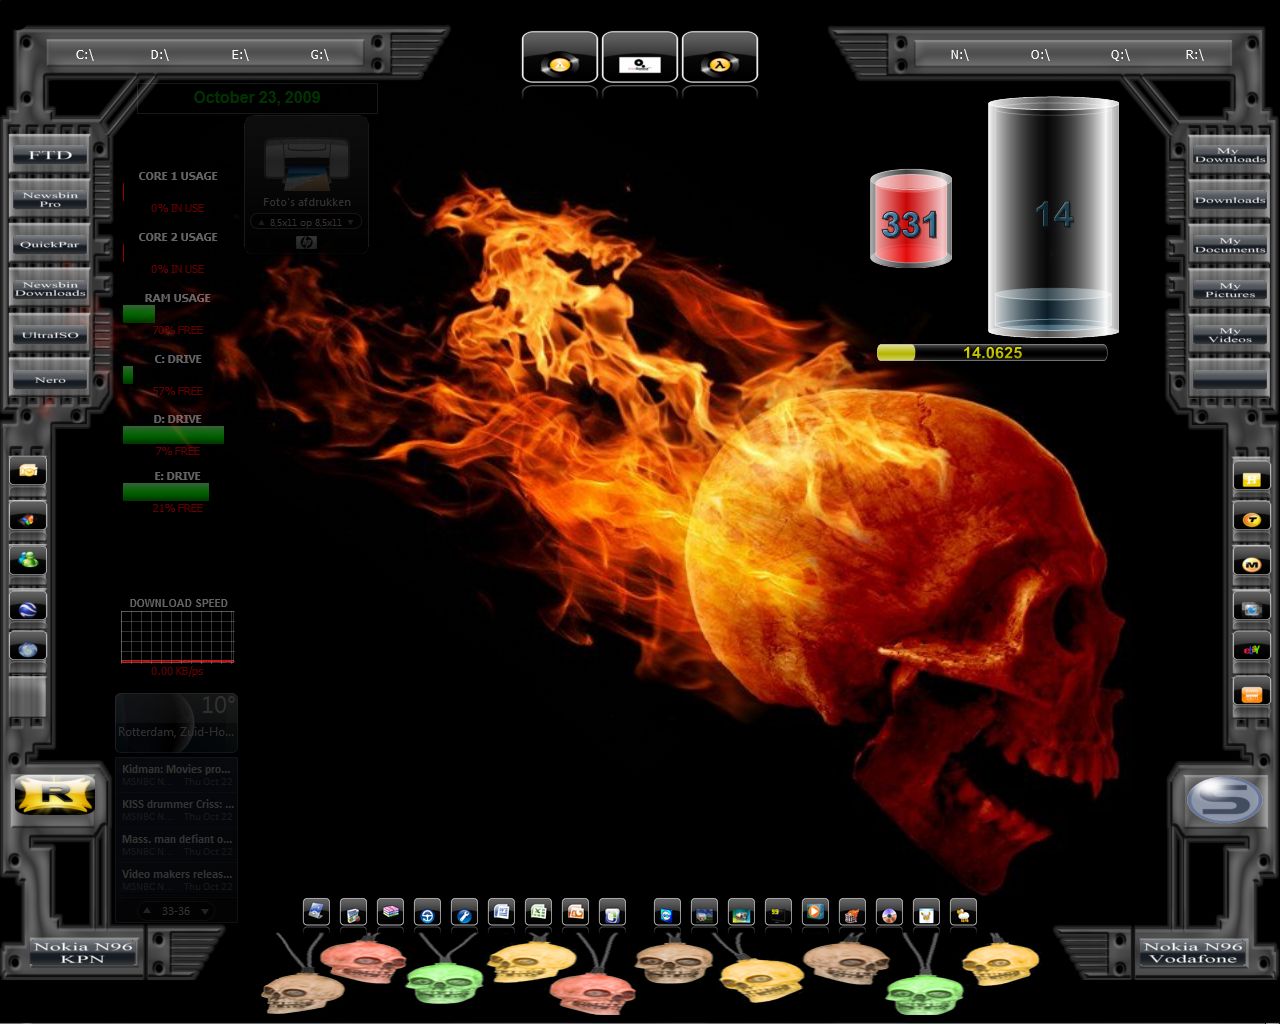 C:\ D:\ E:\ G:\
N:\ O:\ Q:\ R:\
October 23, 2009
FTD
Newsbin
Pro
QuickPar
Newsbin
Downloads
UltraISO
Nero
CORE 1 USAGE
0% IN USE
CORE 2 USAGE
0% IN USE
RAM USAGE
70% FREE
C: DRIVE
57% FREE
D: DRIVE
7% FREE
E: DRIVE
21% FREE
Foto's afdrukken
8,5x11 op 8,5x11
hp
331
14
14.0625
My
Downloads
Downloads
My
Documents
My
Pictures
My
Videos
DOWNLOAD SPEED
0.00 KB/ps
10°
Rotterdam, Zuid-Ho...
Kidman: Movies pro...
MSNBC N... Thu Oct 22
KISS drummer Criss: ...
MSNBC N... Thu Oct 22
Mass. man defiant o...
MSNBC N... Thu Oct 22
Video makers releas...
MSNBC N... Thu Oct 22
33-36
R
S
T
M
ebY
Nokia N96
KPN
Nokia N96
Vodafone